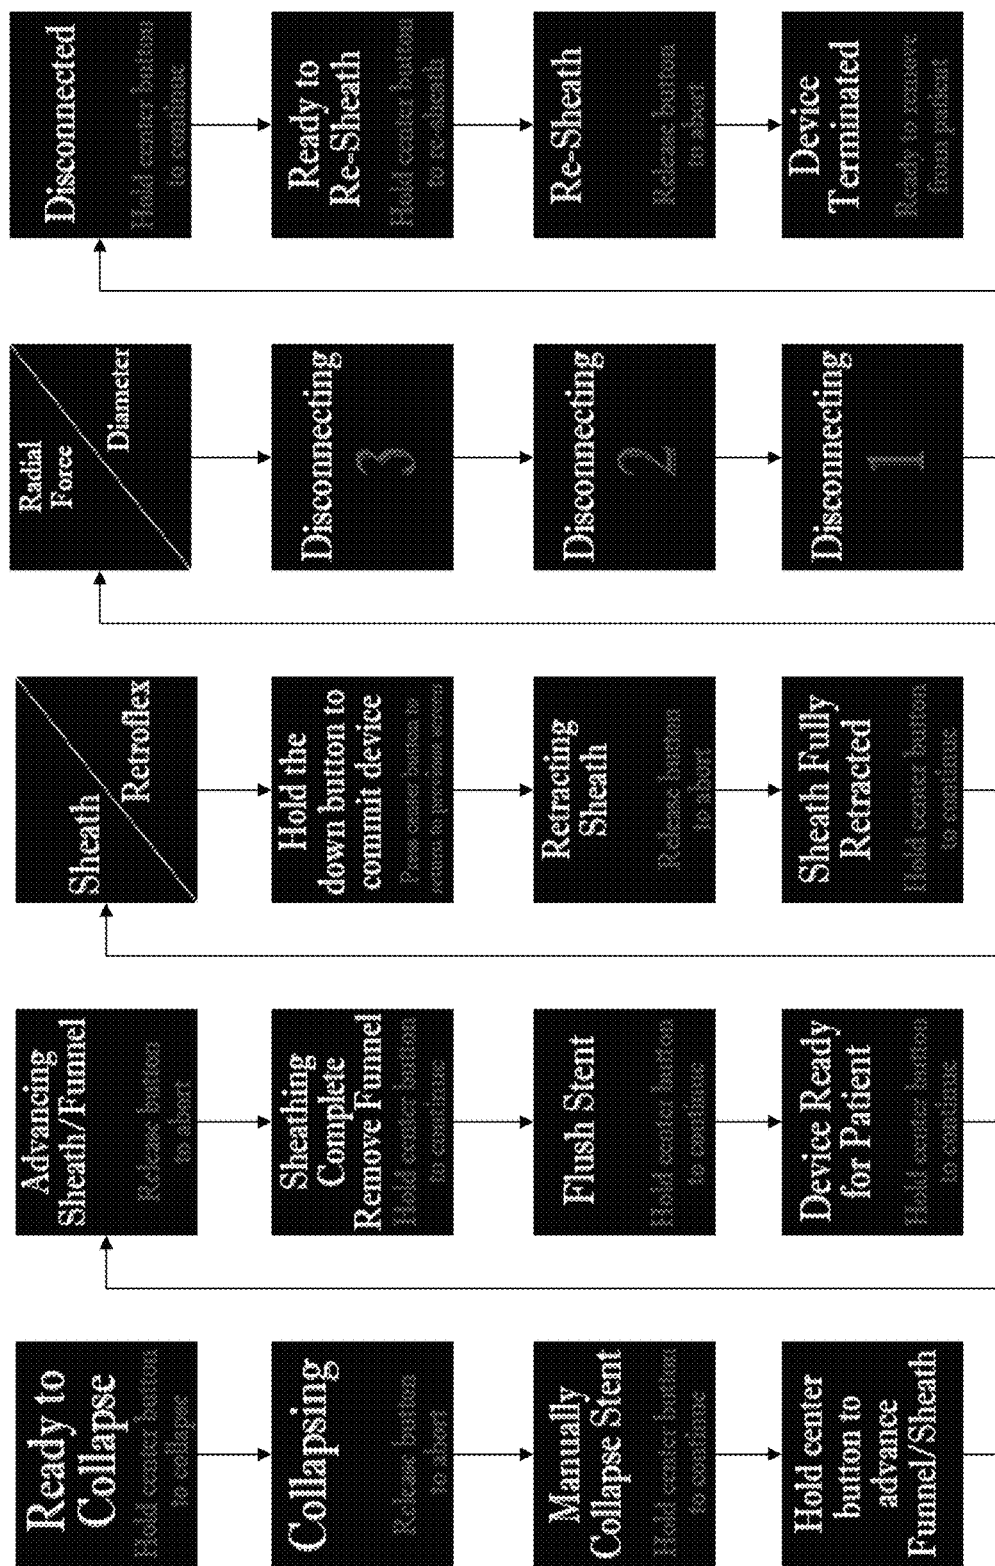 Ready to
Collapse
Hold center button
to collapse
Collapsing
Release button
to abort
Manually
Collapse Stent
Hold center button
to continue
Hold center
button to
advance
Funnel/Sheath
Advancing
Sheath/Funnel
Release button
to abort
Sheathing
Complete
Remove Funnel
Hold center button
to continue
Flush Stent
Hold center button
to continue
Device Ready
for Patient
Hold center button
to continue
Sheath
Retroflex
Hold the
down button to
commit device
Press center button to
return to previous screen
Retracting
Sheath
Release button
to abort
Sheath Fully
Retracted
Hold center button
to continue
Radial
Force
Diameter
Disconnecting
3
Disconnecting
2
Disconnecting
1
Disconnected
Hold center button
to continue
Ready to
Re-Sheath
Hold center button
to re-sheath
Re-Sheath
Release button
to abort
Device
Terminated
Ready to remove
from patient